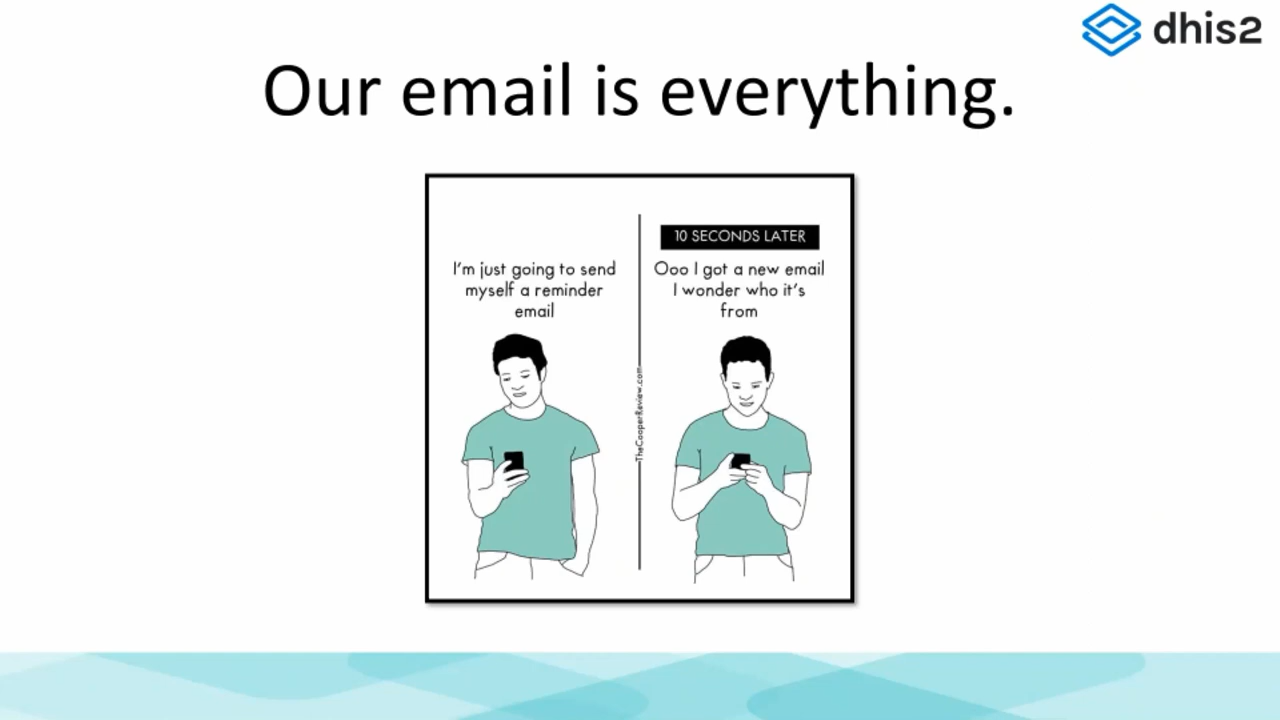 dhis2
Our email is everything.
I'm just going to send
myself a reminder
email
TheCooperReview.com
10 SECONDS LATER
Ooo I got a new email
I wonder who it's
from